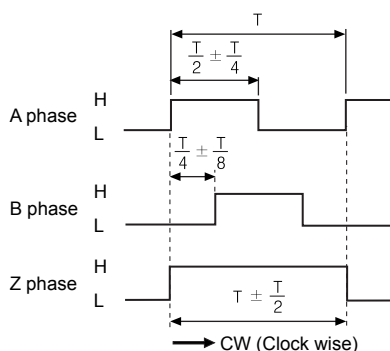 T
T/2 ± T/4
A phase H L
T/4 ± T/8
B phase H L
Z phase H L
T ± T/2
CW (Clock wise)